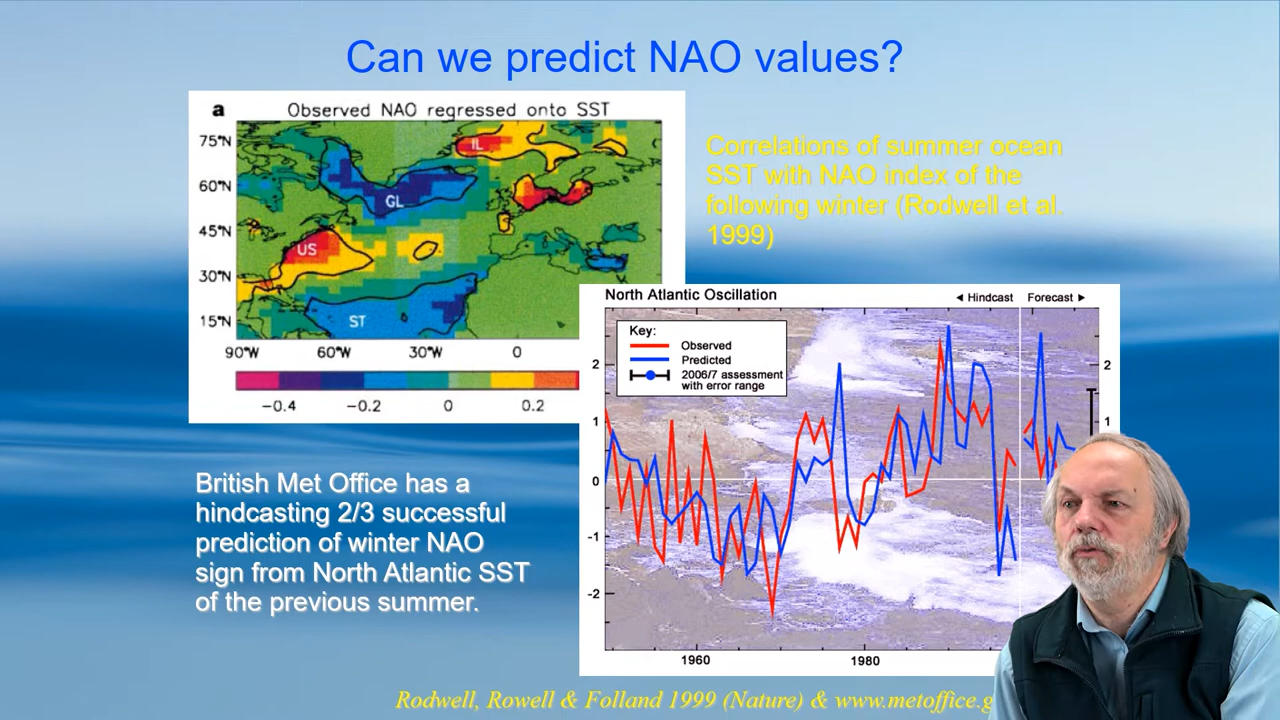 Can we predict NAO values?
a Observed NAO regressed onto SST
75°N
60°N
45°N
30°N
15°N
IL
GL
US
ST
90°W 60°W 30°W 0
−0.4 −0.2 0 0.2
Correlations of summer ocean
SST with NAO index of the
following winter (Rodwell et al.
1999)
North Atlantic Oscillation
Hindcast Forecast
Key:
Observed
Predicted
2006/7 assessment
with error range
2
1
0
-1
-2
2
1
1960 1980
British Met Office has a
hindcasting 2/3 successful
prediction of winter NAO
sign from North Atlantic SST
of the previous summer.
Rodwell, Rowell & Folland 1999 (Nature) & www.metoffice.g